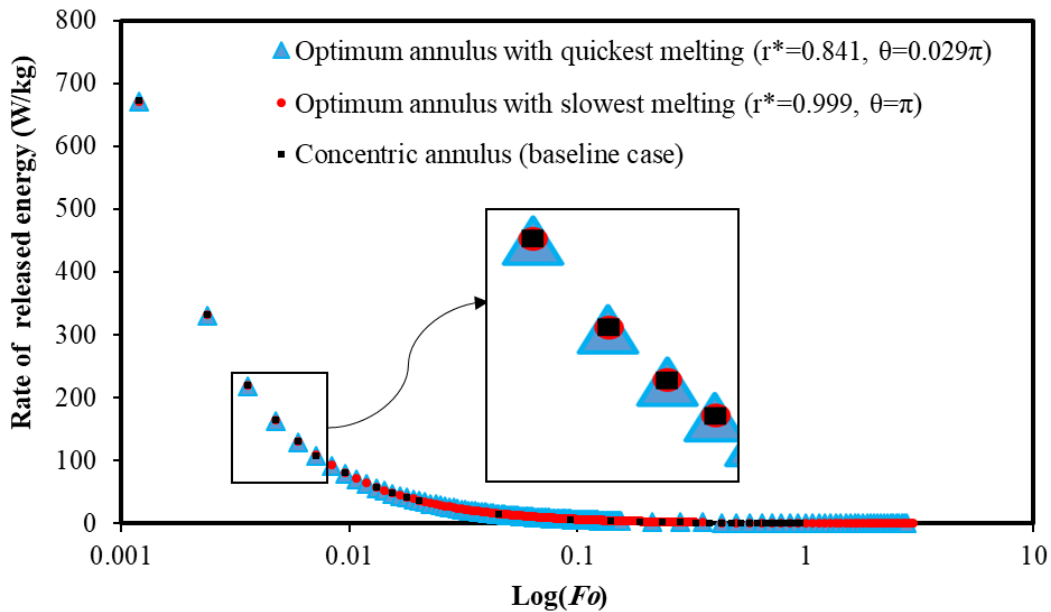 800
700
600
500
400
300
200
100
0
Rate of released energy (W/kg)
Optimum annulus with quickest melting (r*=0.841, θ=0.029π)
Optimum annulus with slowest melting (r*=0.999, θ=π)
Concentric annulus (baseline case)
0.001 0.01 0.1 1 10
Log(Fo)